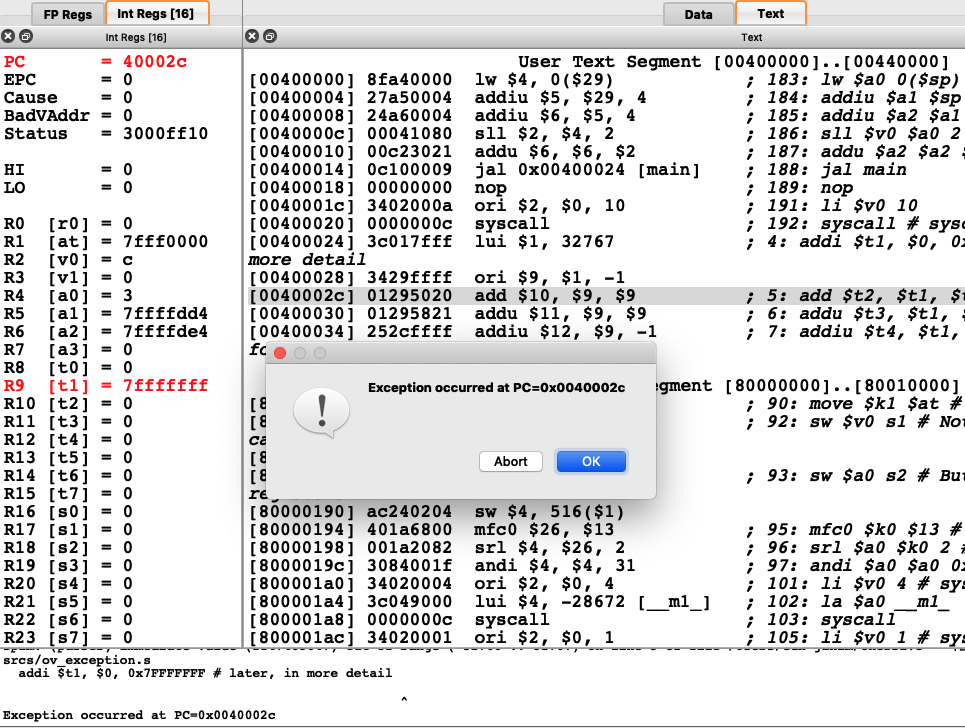 FP Regs
Int Regs [16]
Data
Text
Int Regs [16]
Text
PC = 40002c
EPC = 0
Cause = 0
BadVAddr = 0
Status = 3000ff10
HI = 0
LO = 0
R0 [r0] = 0
R1 [at] = 7fff0000
R2 [v0] = c
R3 [v1] = 0
R4 [a0] = 3
R5 [a1] = 7ffffdd4
R6 [a2] = 7ffffde4
R7 [a3] = 0
R8 [t0] = 0
R9 [t1] = 7fffffff
R10 [t2] = 0
R11 [t3] = 0
R12 [t4] = 0
R13 [t5] = 0
R14 [t6] = 0
R15 [t7] = 0
R16 [s0] = 0
R17 [s1] = 0
R18 [s2] = 0
R19 [s3] = 0
R20 [s4] = 0
R21 [s5] = 0
R22 [s6] = 0
R23 [s7] = 0
User Text Segment [00400000]..[00440000]
[00400000] 8fa40000 lw $4, 0($29) ; 183: lw $a0 0($sp)
[00400004] 27a50004 addiu $5, $29, 4 ; 184: addiu $a1 $sp
[00400008] 24a60004 addiu $6, $5, 4 ; 185: addiu $a2 $a1
[0040000c] 00041080 sll $2, $4, 2 ; 186: sll $v0 $a0 2
[00400010] 00c23021 addu $6, $6, $2 ; 187: addu $a2 $a2
[00400014] 0c100009 jal 0x00400024 [main] ; 188: jal main
[00400018] 00000000 nop ; 189: nop
[0040001c] 3402000a ori $2, $0, 10 ; 191: li $v0 10
[00400020] 0000000c syscall ; 192: syscall # sys
[00400024] 3c017fff lui $1, 32767 ; 4: addi $t1, $0, 0
more detail
[00400028] 3429ffff ori $9, $1, -1
[0040002c] 01295020 add $10, $9, $9 ; 5: add $t2, $t1,
[00400030] 01295821 addu $11, $9, $9 ; 6: addu $t3, $t1,
[00400034] 252cffff addiu $12, $9, -1 ; 7: addiu $t4, $t1,
Exception occurred at PC=0x0040002c
Abort
OK
egment [80000000]..[80010000]
; 90: move $k1 $at #
; 92: sw $v0 s1 # No
; 93: sw $a0 s2 # Bu
[80000190] ac240204 sw $4, 516($1)
[80000194] 401a6800 mfc0 $26, $13 ; 95: mfc0 $k0 $13 #
[80000198] 001a2082 srl $4, $26, 2 ; 96: srl $a0 $k0 2
[8000019c] 3084001f andi $4, $4, 31 ; 97: andi $a0 $a0 0
[800001a0] 34020004 ori $2, $0, 4 ; 101: li $v0 4 # sys
[800001a4] 3c049000 lui $4, -28672 [__m1_] ; 102: la $a0 __m1_
[800001a8] 0000000c syscall ; 103: syscall
[800001ac] 34020001 ori $2, $0, 1 ; 105: li $v0 1 # sys
srcs/ov_exception.s
addi $t1, $0, 0x7FFFFFFF # later, in more detail
^
Exception occurred at PC=0x0040002c